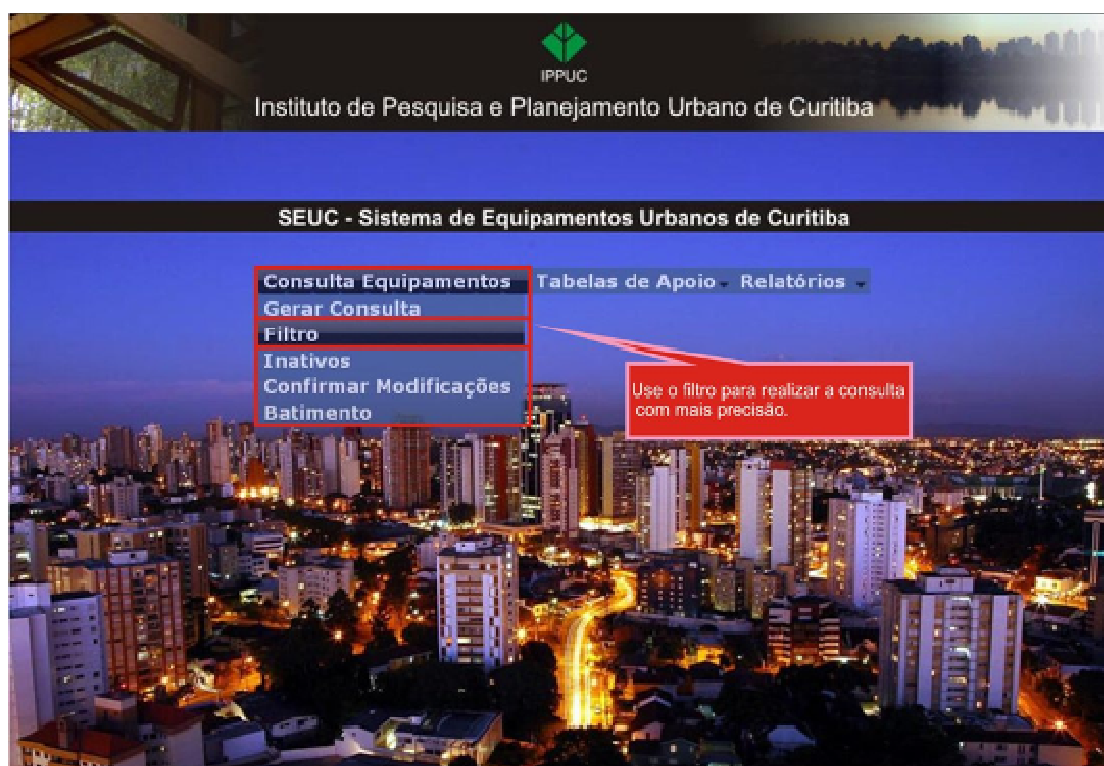 IPPUC
Instituto de Pesquisa e Planejamento Urbano de Curitiba
SEUC - Sistema de Equipamentos Urbanos de Curitiba
Consulta Equipamentos Tabelas de Apoio Relatórios
Gerar Consulta
Filtro
Inativos
Confirmar Modificações
Batimento
Use o filtro para realizar a consulta
com mais precisão.